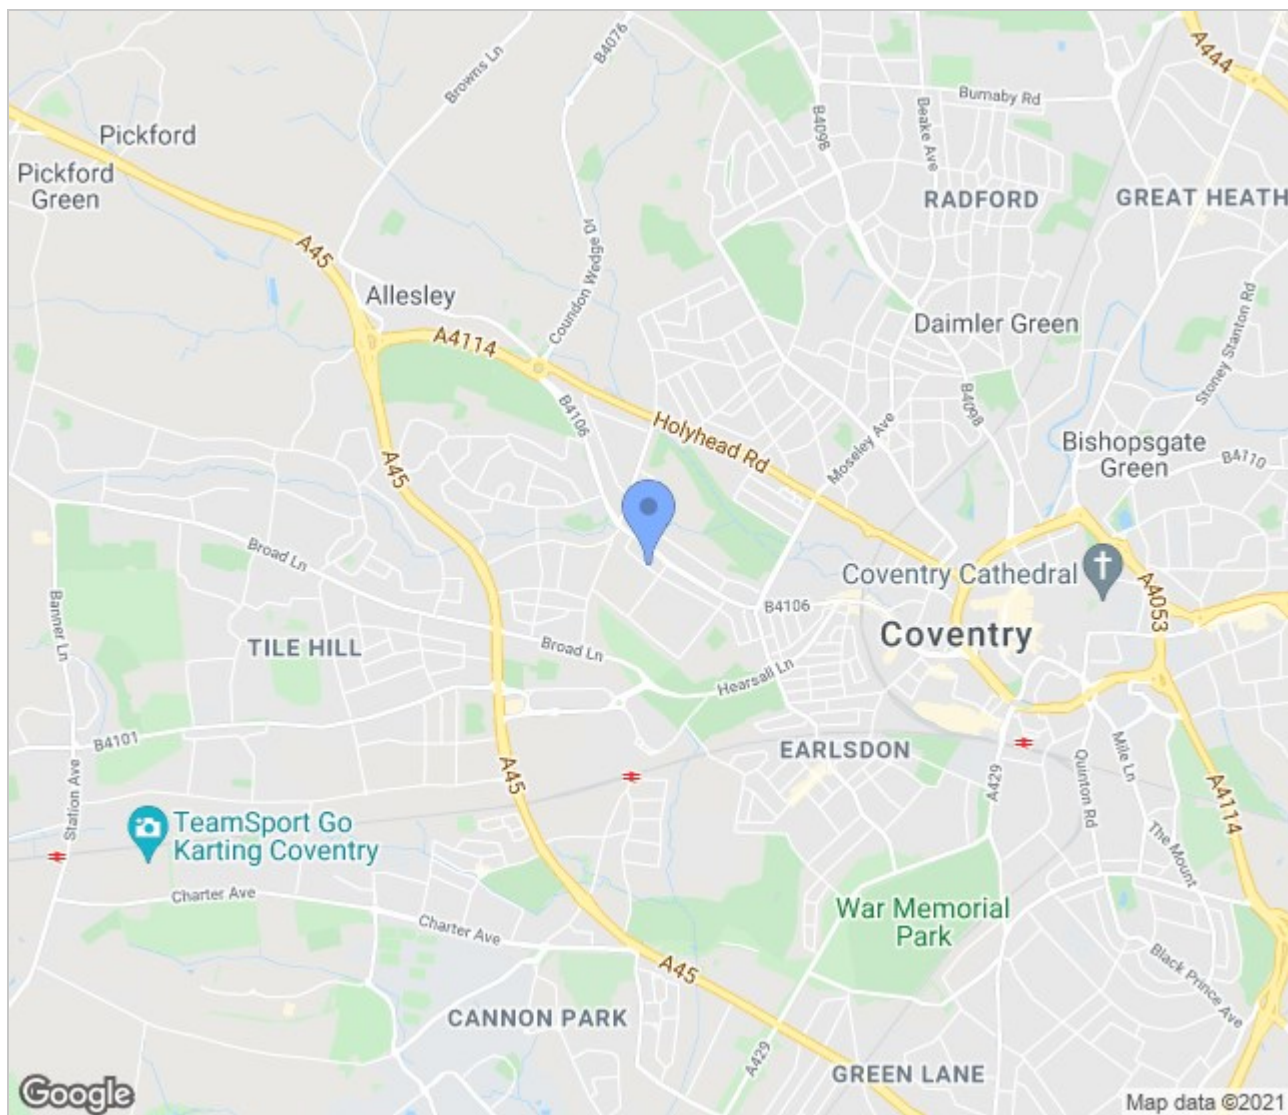 B4076
A444
Browns Ln
Burnaby Rd
B4098
Beake Ave
Pickford
Pickford
Green
RADFORD
GREAT HEATH
A45
Coundon Wedge Dr
Allesley
A4114
Daimler Green
Stoney Stanton Rd
B4106
B4098
Holyhead Rd
Moseley Ave
Bishopsgate
Green
B4110
A45
Broad Ln
Coventry Cathedral
A4053
Banner Ln
B4106
Coventry
TILE HILL
Broad Ln
Hearsall Ln
B4101
EARLSDON
Station Ave
A45
A429
Quinton Rd
Mile Ln
A4114
TeamSport Go
Karting Coventry
The Mount
Charter Ave
War Memorial
Park
Charter Ave
A45
Black Prince Ave
CANNON PARK
A429
GREEN LANE
Google
Map data ©2021